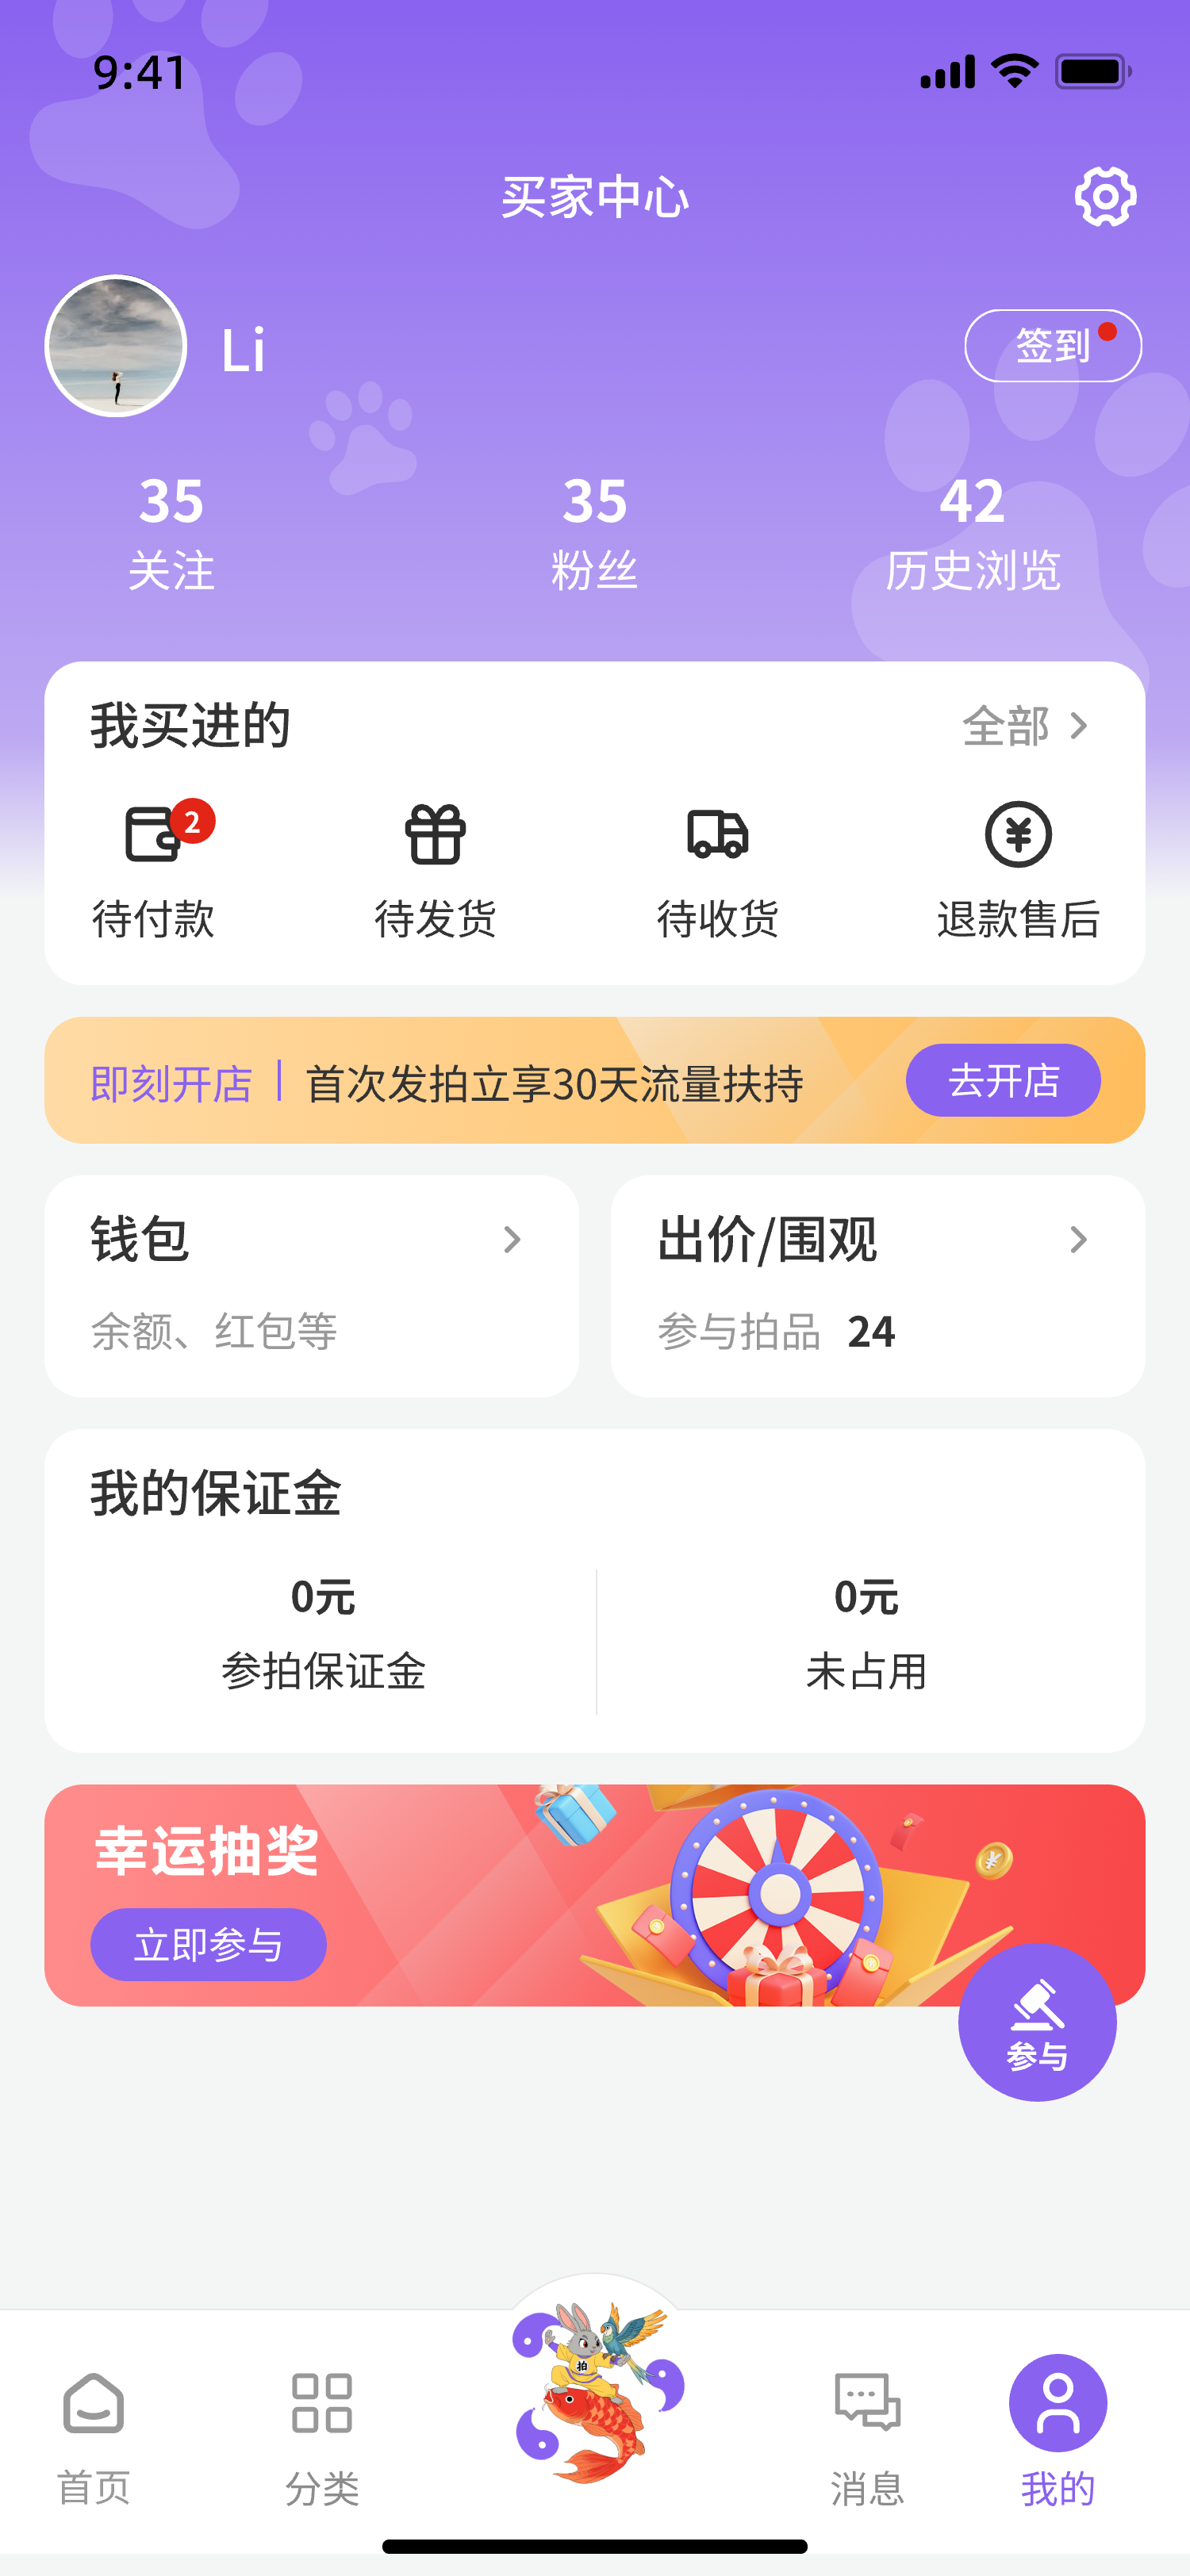 9:41
买家中心
Li
签到
35
35
42
关注
粉丝
历史浏览
我买进的
全部
2
待付款
待发货
待收货
退款售后
即刻开店
首次发拍立享30天流量扶持
去开店
钱包
出价/围观
余额、红包等
参与拍品 24
我的保证金
0元
0元
参拍保证金
未占用
幸运抽奖
立即参与
¥
参与
拍
首页
分类
消息
我的